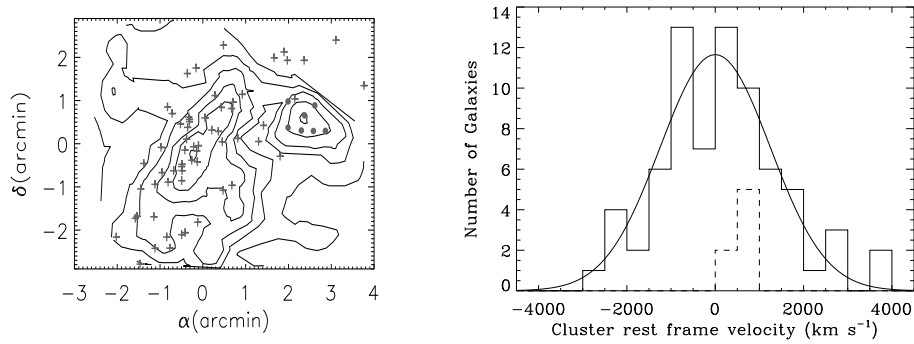 2
1
0
−1
−2
δ(arcmin)
−3 −2 −1 0 1 2 3 4
α(arcmin)
14
12
10
8
6
4
2
0
Number of Galaxies
−4000 −2000 0 2000 4000
Cluster rest frame velocity (km s⁻¹)